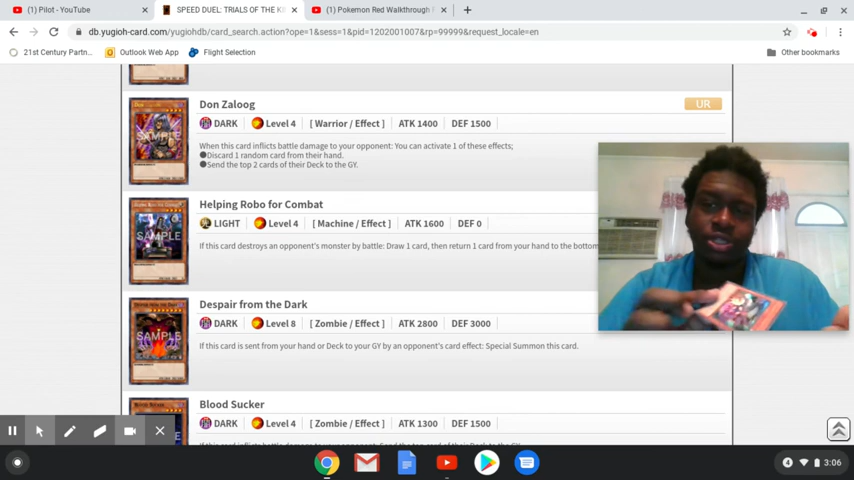 (1) Pilot - YouTube
SPEED DUEL: TRIALS OF THE KI
(1) Pokemon Red Walkthrough P
db.yugioh-card.com/yugiohdb/card_search.action?ope=1&sess=1&pid=1202001007&rp=99999&request_locale=en
21st Century Partn...
Outlook Web App
Flight Selection
Other bookmarks
Don Zaloog
UR
DARK
Level 4
[ Warrior / Effect ]
ATK 1400
DEF 1500
SAMPLE
When this card inflicts battle damage to your opponent: You can activate 1 of these effects;
●Discard 1 random card from their hand.
●Send the top 2 cards of their Deck to the GY.
Helping Robo for Combat
LIGHT
Level 4
[ Machine / Effect ]
ATK 1600
DEF 0
SAMPLE
If this card destroys an opponent's monster by battle: Draw 1 card, then return 1 card from your hand to the bottom
Despair from the Dark
DARK
Level 8
[ Zombie / Effect ]
ATK 2800
DEF 3000
SAMPLE
If this card is sent from your hand or Deck to your GY by an opponent's card effect: Special Summon this card.
Blood Sucker
DARK
Level 4
[ Zombie / Effect ]
ATK 1300
DEF 1500
4
3:06